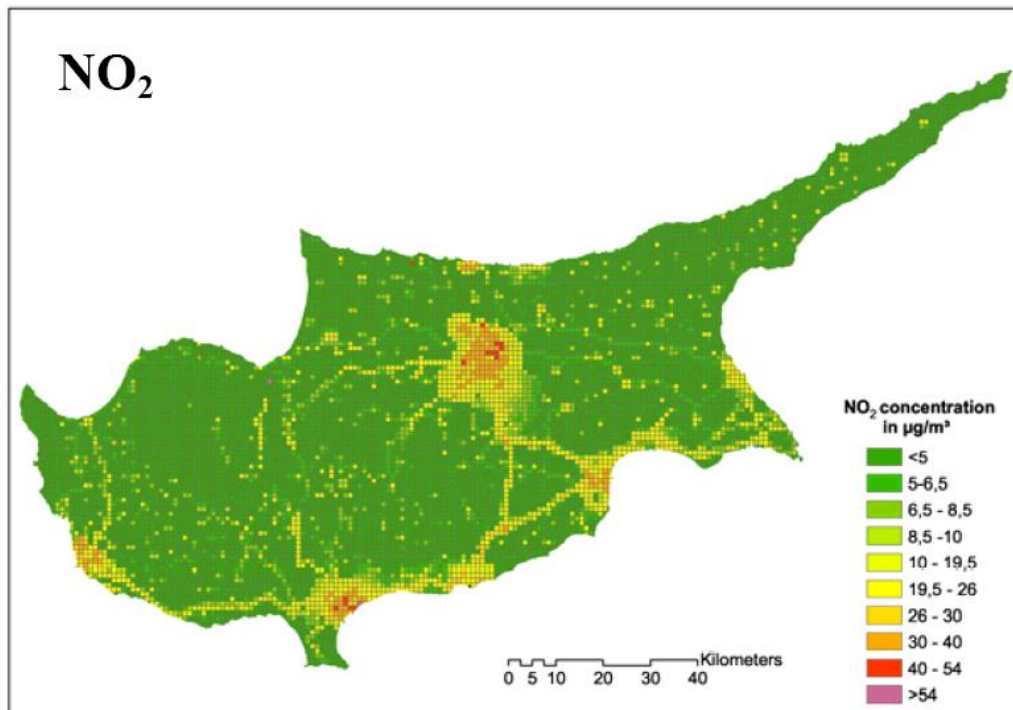 NO₂
NO₂ concentration
in µg/m³
<5
5-6,5
6,5 - 8,5
8,5 -10
10 - 19,5
19,5 - 26
26 - 30
30 - 40
40 - 54
>54
Kilometers
0 5 10 20 30 40